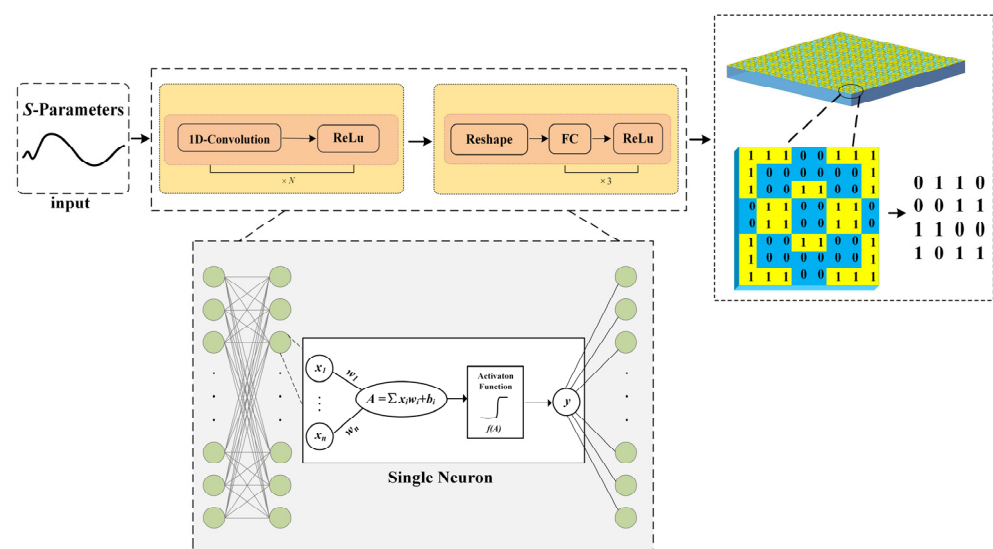 S-Parameters
input
1D-Convolution
ReLu
× N
Reshape
FC
ReLu
× 3
1 1 1 0 0 1 1 1
1 0 0 0 0 0 0 1
1 0 0 1 1 0 0 1
0 1 1 0 0 1 1 0
0 1 1 0 0 1 1 0
1 0 0 1 1 0 0 1
1 0 0 0 0 0 0 1
1 1 1 0 0 1 1 1
0 1 1 0
0 0 1 1
1 1 0 0
1 0 1 1
x1
w1
⋮
xn
wn
A = ∑ xiwi+bi
Activaton
Function
f(A)
y
Single Neuron